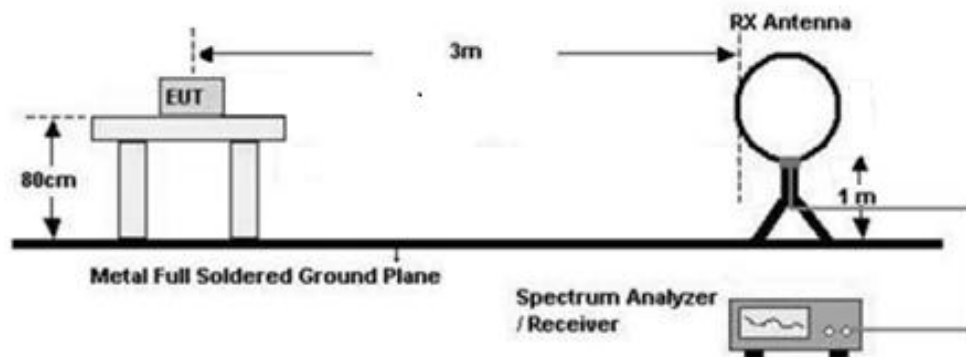 RX Antenna
3m
EUT
80cm
1 m
Metal Full Soldered Ground Plane
Spectrum Analyzer
/ Receiver